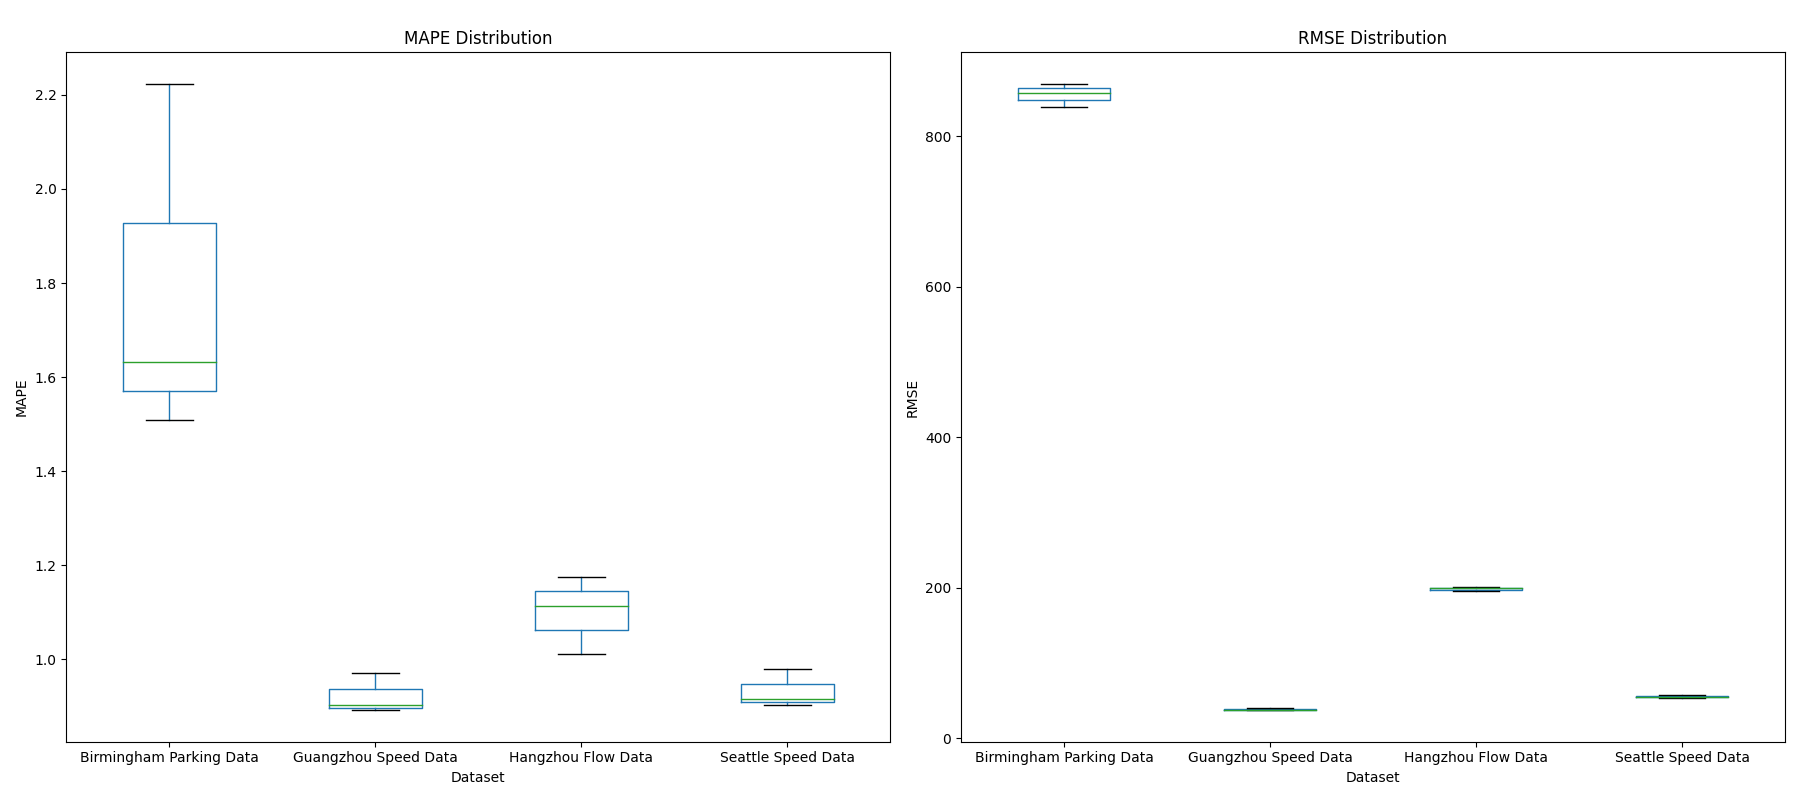 MAPE Distribution
2.2
2.0
1.8
1.6
1.4
1.2
1.0
MAPE
Birmingham Parking Data
Guangzhou Speed Data
Hangzhou Flow Data
Seattle Speed Data
Dataset
RMSE Distribution
800
600
400
200
0
RMSE
Birmingham Parking Data
Guangzhou Speed Data
Hangzhou Flow Data
Seattle Speed Data
Dataset